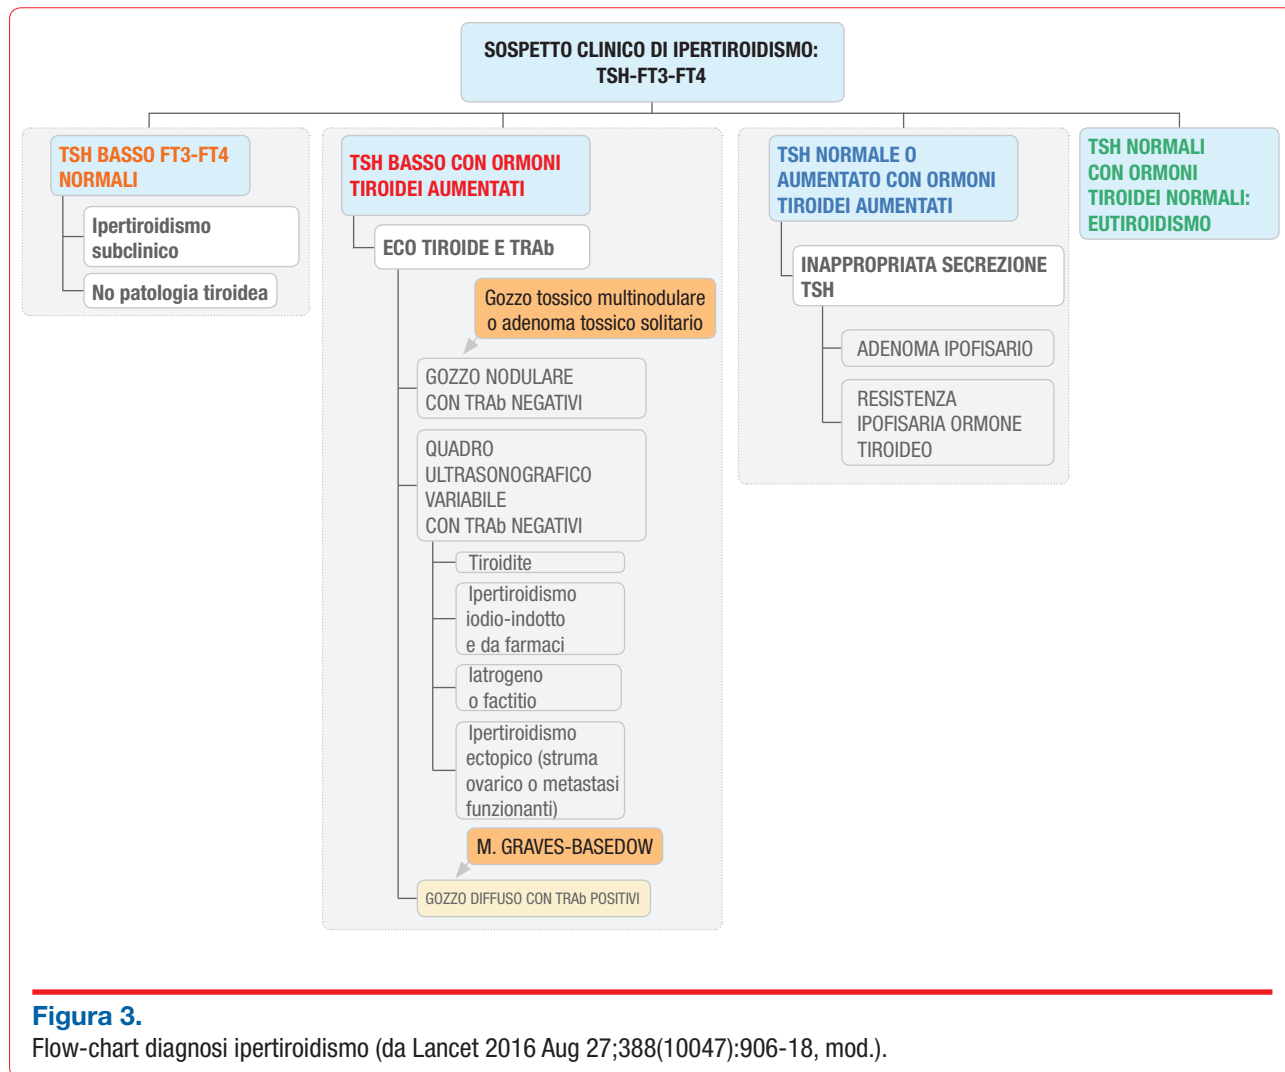 SOSPETTO CLINICO DI IPERTIROIDISMO:
TSH-FT3-FT4
TSH BASSO FT3-FT4
NORMALI
Ipertiroidismo
subclinico
No patologia tiroidea
TSH BASSO CON ORMONI
TIROIDEI AUMENTATI
ECO TIROIDE E TRAb
Gozzo tossico multinodulare
o adenoma tossico solitario
GOZZO NODULARE
CON TRAb NEGATIVI
QUADRO
ULTRASONOGRAFICO
VARIABILE
CON TRAb NEGATIVI
Tiroidite
Ipertiroidismo
iodio-indotto
e da farmaci
Iatrogeno
o factitio
Ipertiroidismo
ectopico (struma
ovarico o metastasi
funzionanti)
M. GRAVES-BASEDOW
GOZZO DIFFUSO CON TRAb POSITIVI
TSH NORMALE O
AUMENTATO CON ORMONI
TIROIDEI AUMENTATI
INAPPROPRIATA SECREZIONE
TSH
ADENOMA IPOFISARIO
RESISTENZA
IPOFISARIA ORMONE
TIROIDEO
TSH NORMALI
CON ORMONI
TIROIDEI NORMALI:
EUTIROIDISMO
Figura 3.
Flow-chart diagnosi ipertiroidismo (da Lancet 2016 Aug 27;388(10047):906-18, mod.).